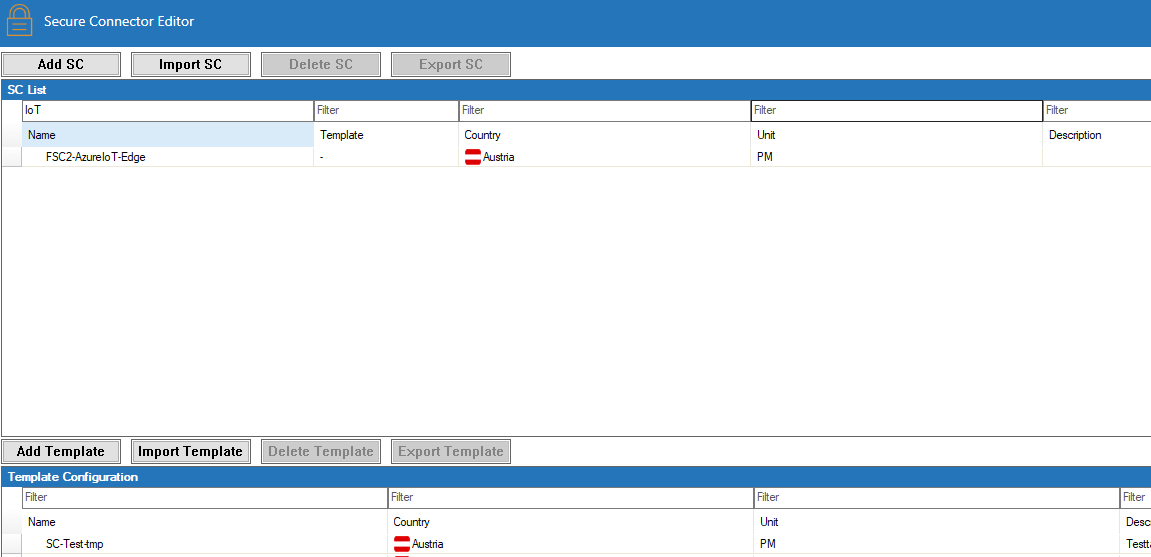 Secure Connector Editor
Add SC Import SC Delete SC Export SC
SC List
IoT Filter Filter Filter Filter
Name Template Country Unit Description
FSC2-AzureIoT-Edge - Austria PM
Add Template Import Template Delete Template Export Template
Template Configuration
Filter Filter Filter Filter
Name Country Unit Desc
SC-Test-tmp Austria PM Testt